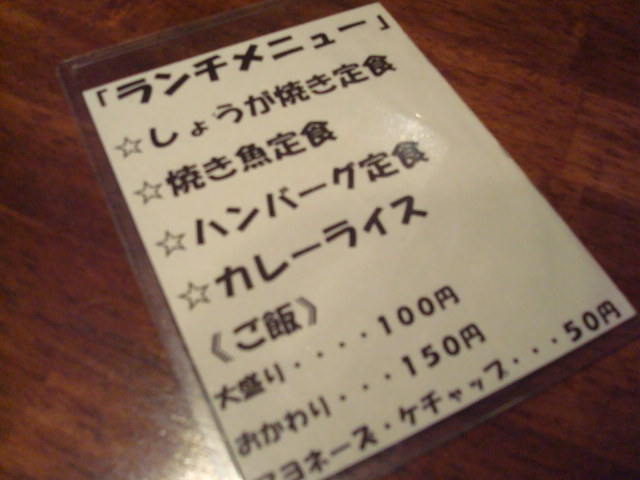 「ランチメニュー」
☆しょうが焼き定食
☆焼き魚定食
☆ハンバーグ定食
☆カレーライス
《ご飯》
大盛り・・・・100円
おかわり・・・150円
マヨネーズ・ケチャップ・・・50円